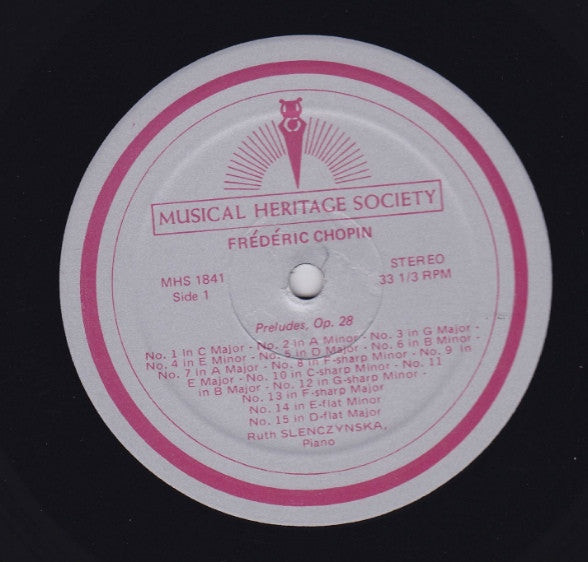 MUSICAL HERITAGE SOCIETY
FRÉDÉRIC CHOPIN
MHS 1841
Side 1
STEREO
33 1/3 RPM
Preludes, Op. 28
No. 1 in C Major - No. 2 in A Minor - No. 3 in G Major -
No. 4 in E Minor - No. 5 in D Major - No. 6 in B Minor -
No. 7 in A Major - No. 8 in F-sharp Minor - No. 9 in
E Major - No. 10 in C-sharp Minor - No. 11
in B Major - No. 12 in G-sharp Minor -
No. 13 in F-sharp Major
No. 14 in E-flat Minor
No. 15 in D-flat Major
Ruth SLENCZYNSKA,
Piano